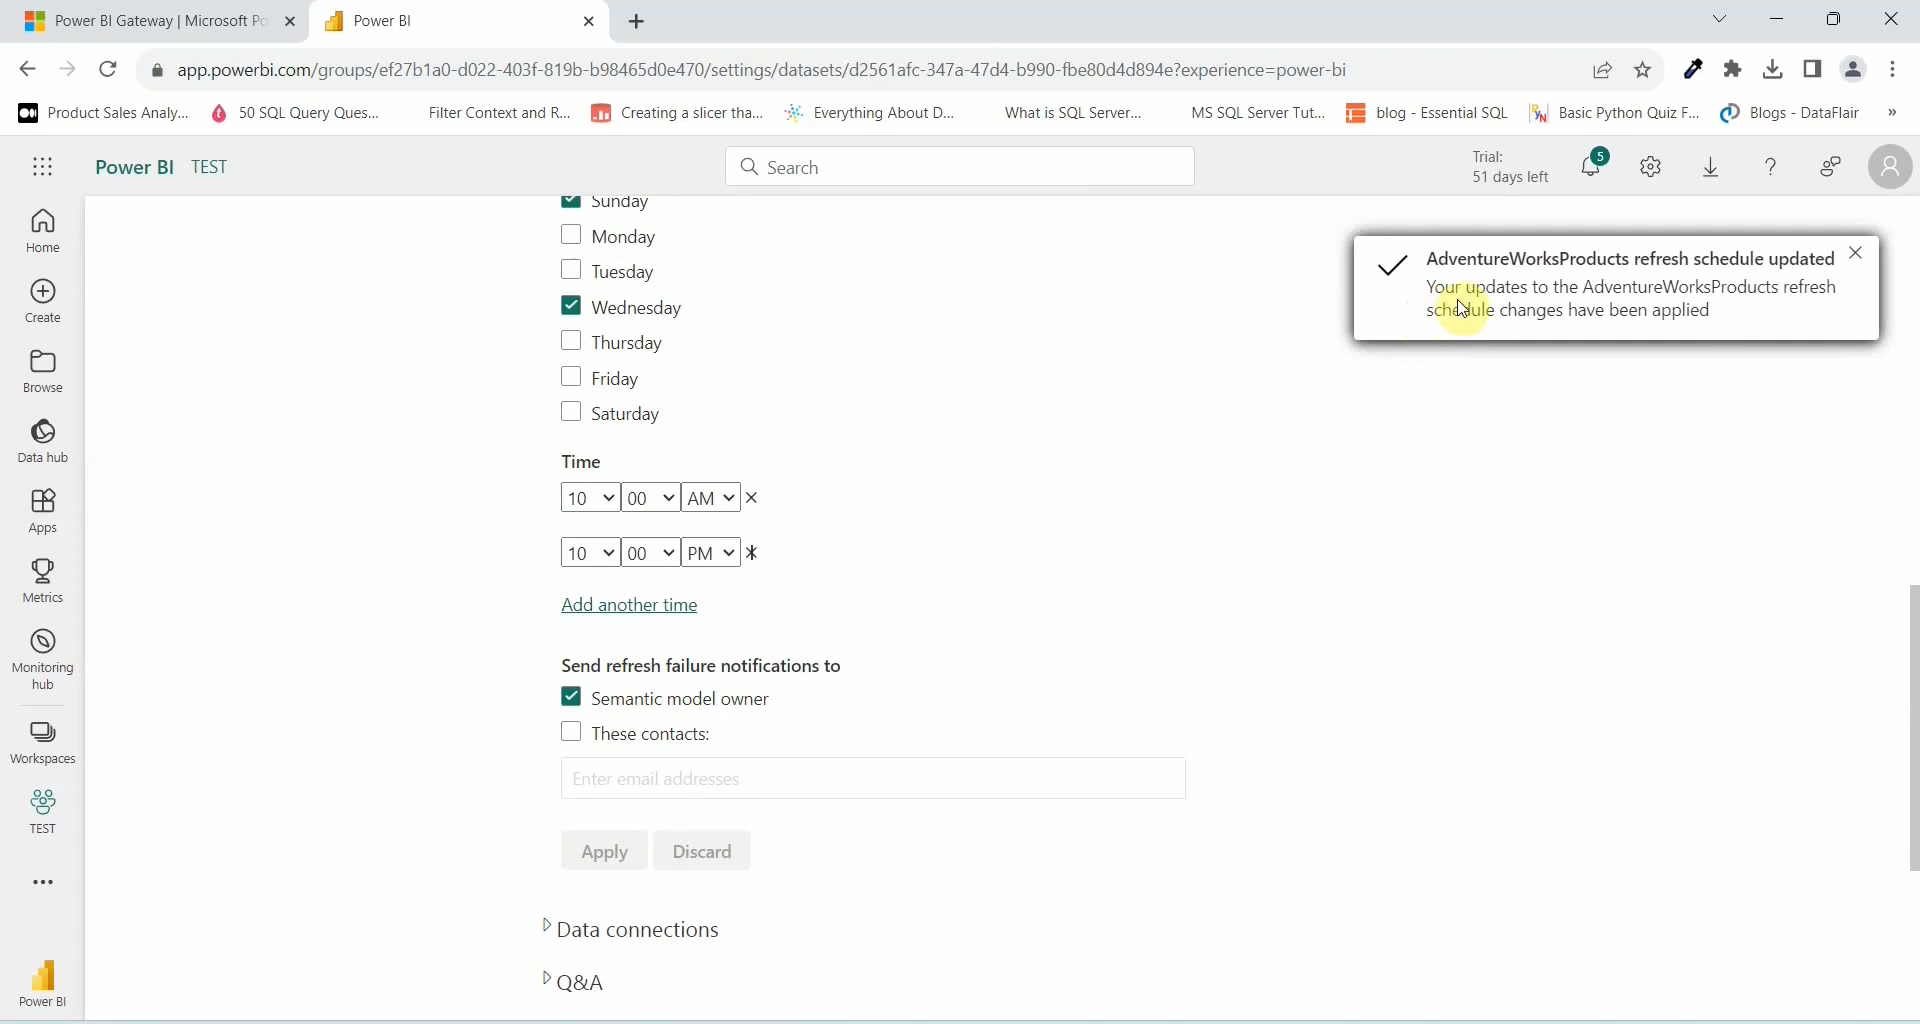 Power BI Gateway | Microsoft Po
Power BI
app.powerbi.com/groups/ef27b1a0-d022-403f-819b-b98465d0e470/settings/datasets/d2561afc-347a-47d4-b990-fbe80d4d894e?experience=power-bi
Product Sales Analy...
50 SQL Query Ques...
Filter Context and R...
Creating a slicer tha...
Everything About D...
What is SQL Server...
MS SQL Server Tut...
blog - Essential SQL
Basic Python Quiz F...
Blogs - DataFlair
»
Power BI TEST
Search
Trial:
51 days left
5
Home
Create
Browse
Data hub
Apps
Metrics
Monitoring
hub
Workspaces
TEST
Power BI
Sunday
Monday
Tuesday
Wednesday
Thursday
Friday
Saturday
Time
10 00 AM
10 00 PM
Add another time
Send refresh failure notifications to
Semantic model owner
These contacts:
Enter email addresses
Apply Discard
Data connections
Q&A
AdventureWorksProducts refresh schedule updated
Your updates to the AdventureWorksProducts refresh
schedule changes have been applied